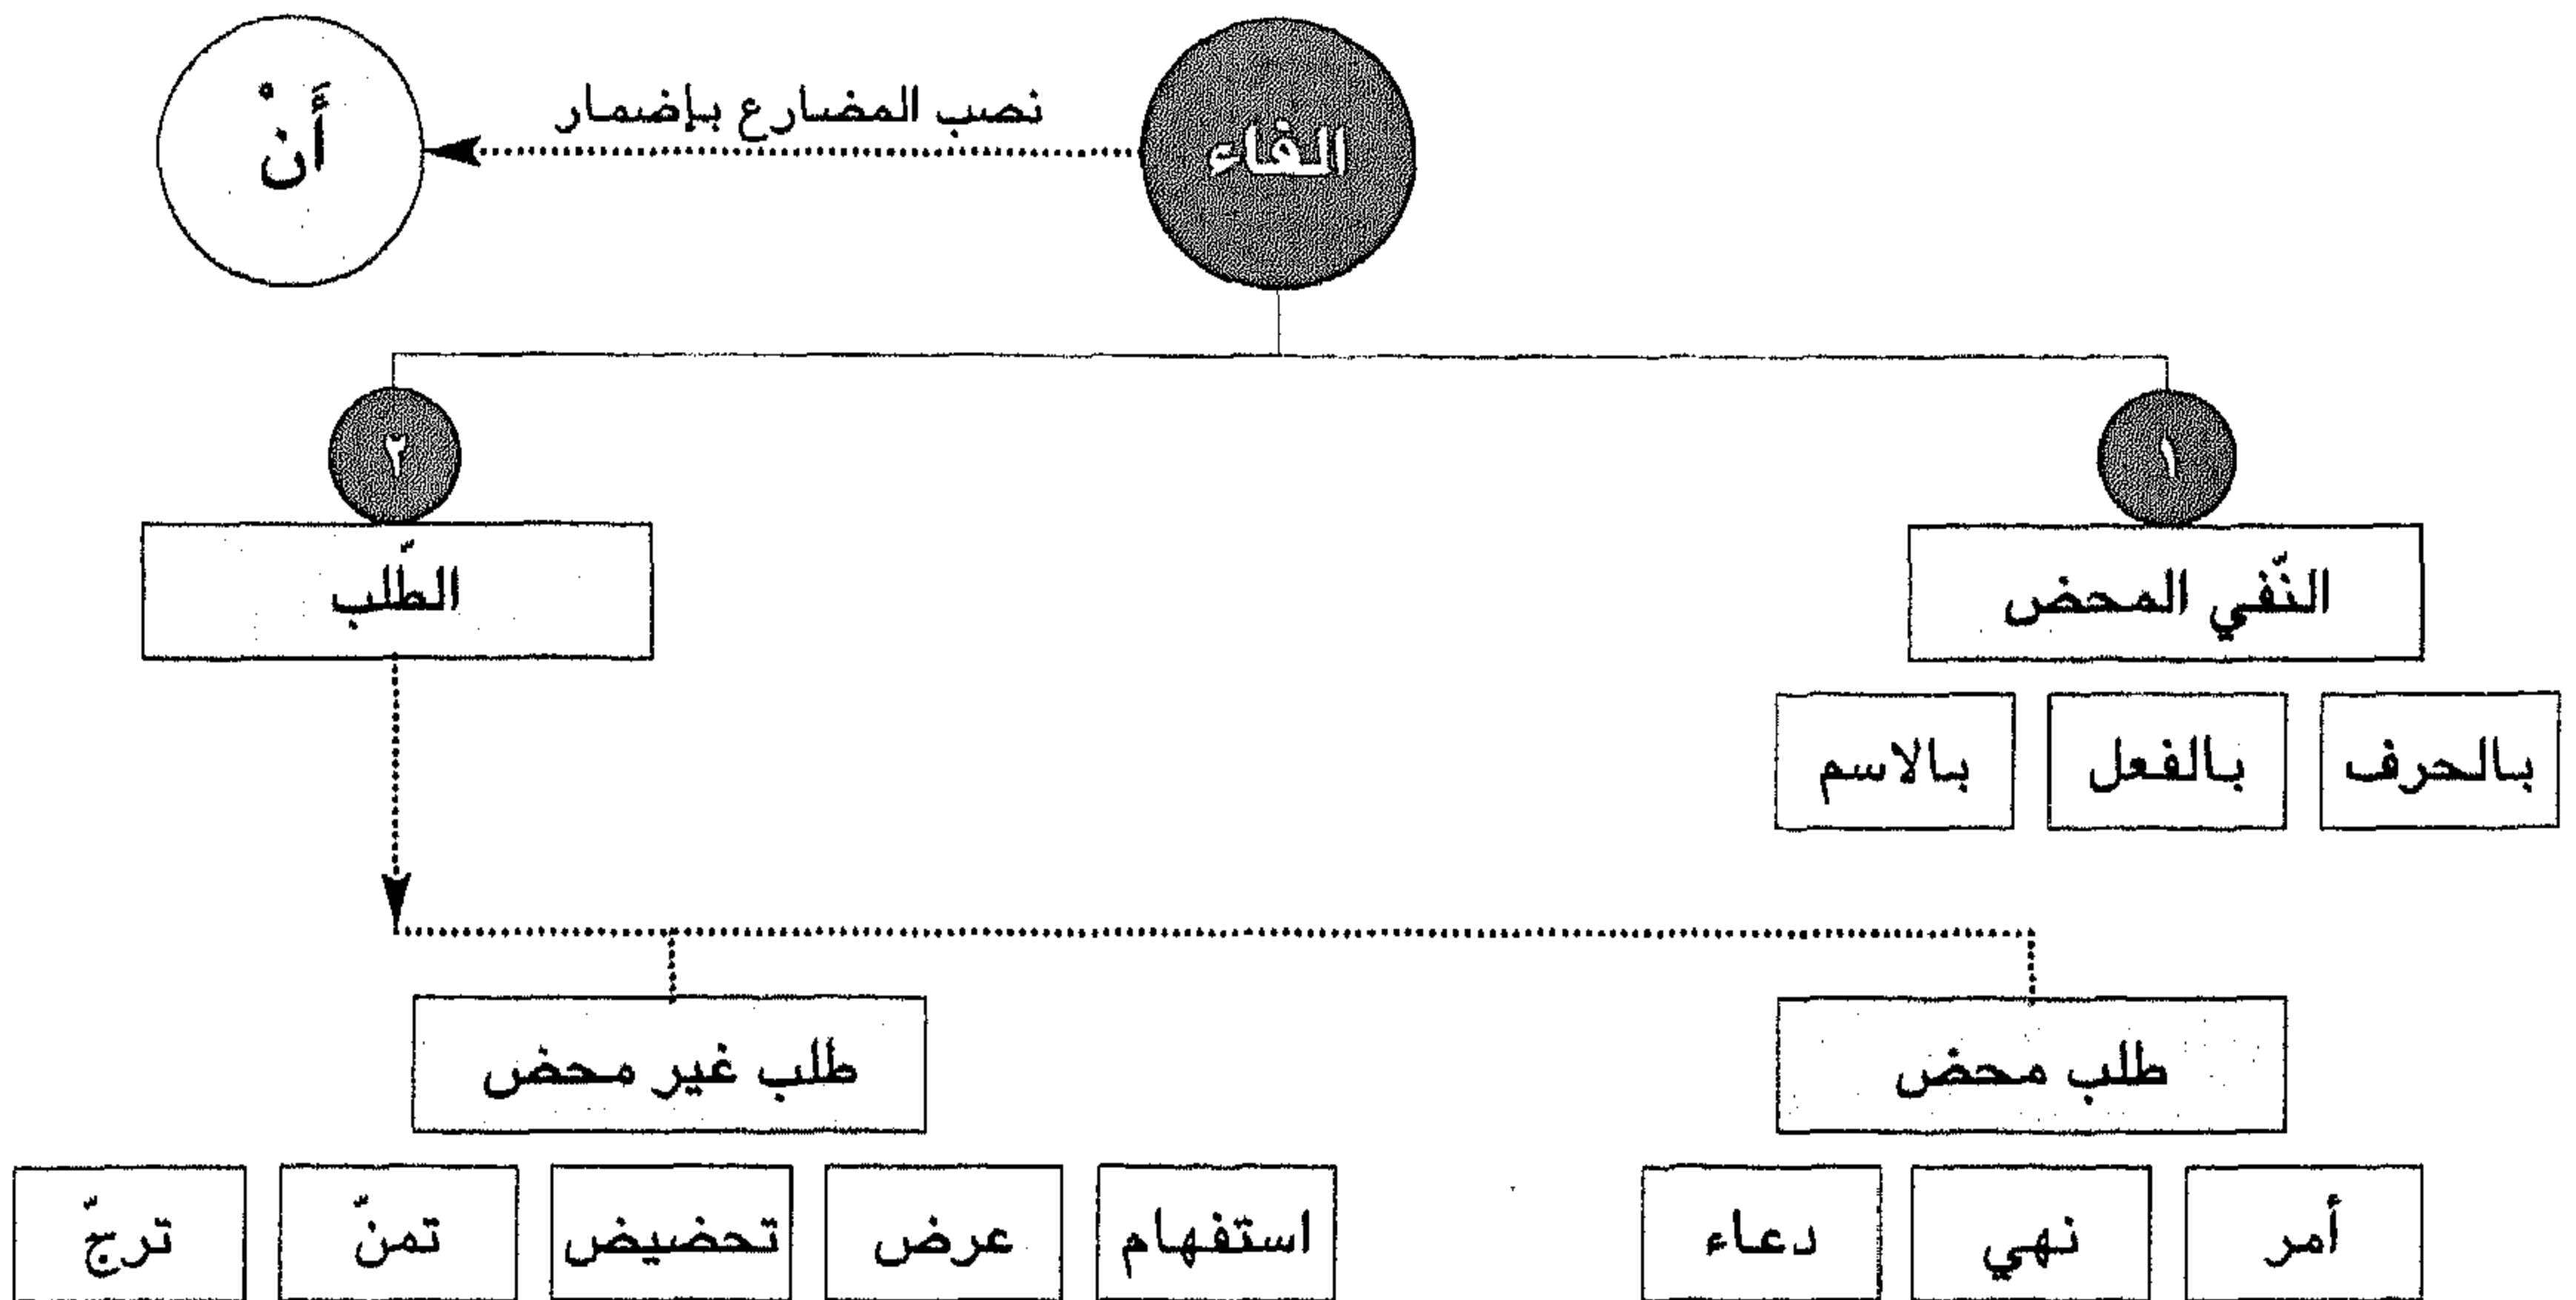 الفاء
نصب المضارع بإضمار
أَنْ
١
٢
النّفي المحض
الطّلب
بالحرف
بالفعل
بالاسم
طلب محض
طلب غير محض
أمر
نهي
دعاء
استفهام
عرض
تحضيض
تمنّ
ترجّ